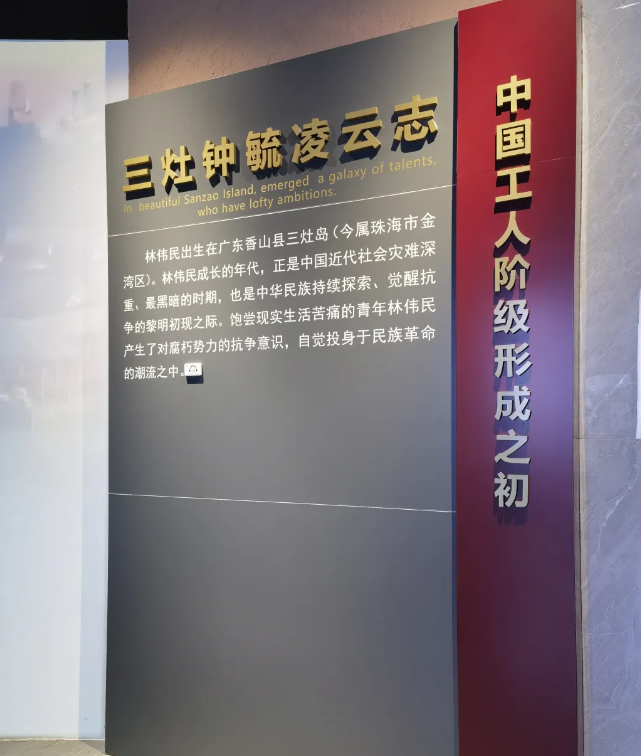 三灶钟毓凌云志
In beautiful Sanzao Island, emerged a galaxy of talents,
who have lofty ambitions.
林伟民出生在广东香山县三灶岛（今属珠海市金
湾区）。林伟民成长的年代，正是中国近代社会灾难深
重、最黑暗的时期，也是中华民族持续探索、觉醒抗
争的黎明初现之际。饱尝现实生活苦痛的青年林伟民
产生了对腐朽势力的抗争意识，自觉投身于民族革命
的潮流之中。
中国工人阶级形成之初